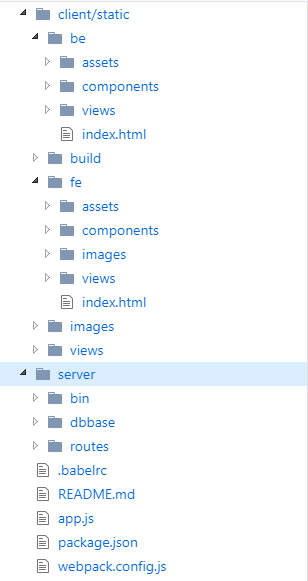 client/static
be
assets
components
views
index.html
build
fe
assets
components
images
views
index.html
images
views
server
bin
dbbase
routes
.babelrc
README.md
app.js
package.json
webpack.config.js